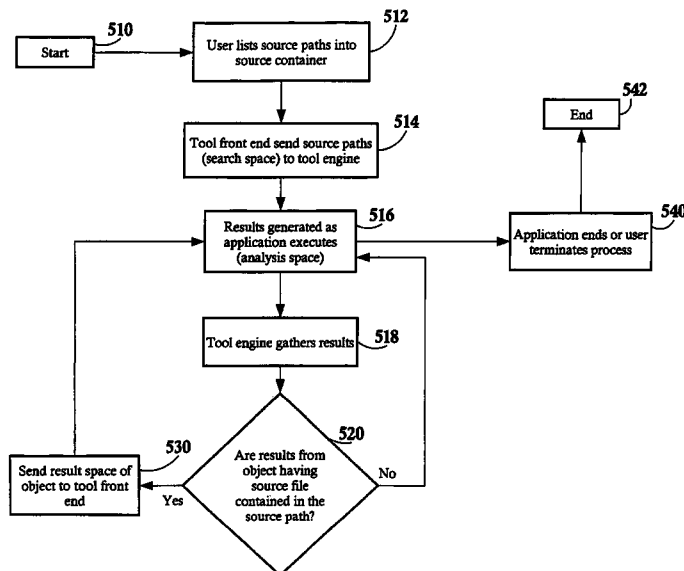 510
Start
512
User lists source paths into
source container
542
End
514
Tool front end send source paths
(search space) to tool engine
516
Results generated as
application executes
(analysis space)
540
Application ends or user
terminates process
518
Tool engine gathers results
520
Are results from
object having
source file
contained in the
source path?
No
Yes
530
Send result space of
object to tool front
end